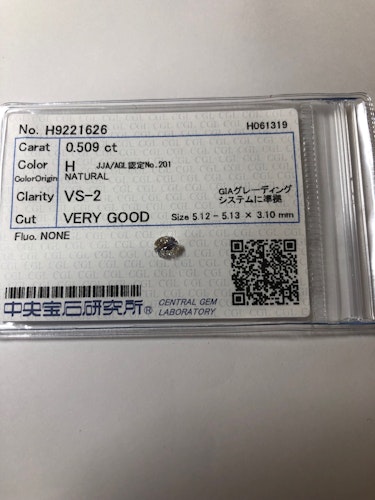 No. H9221626 H061319
Carat 0.509 ct
Color H JJA/AGL認定No.201
ColorOrigin NATURAL
Clarity VS-2 GIAグレーディング
システムに準拠
Cut VERY GOOD Size 5.12 − 5.13 × 3.10 mm
Fluo. NONE
中央宝石研究所® CENTRAL GEM
LABORATORY